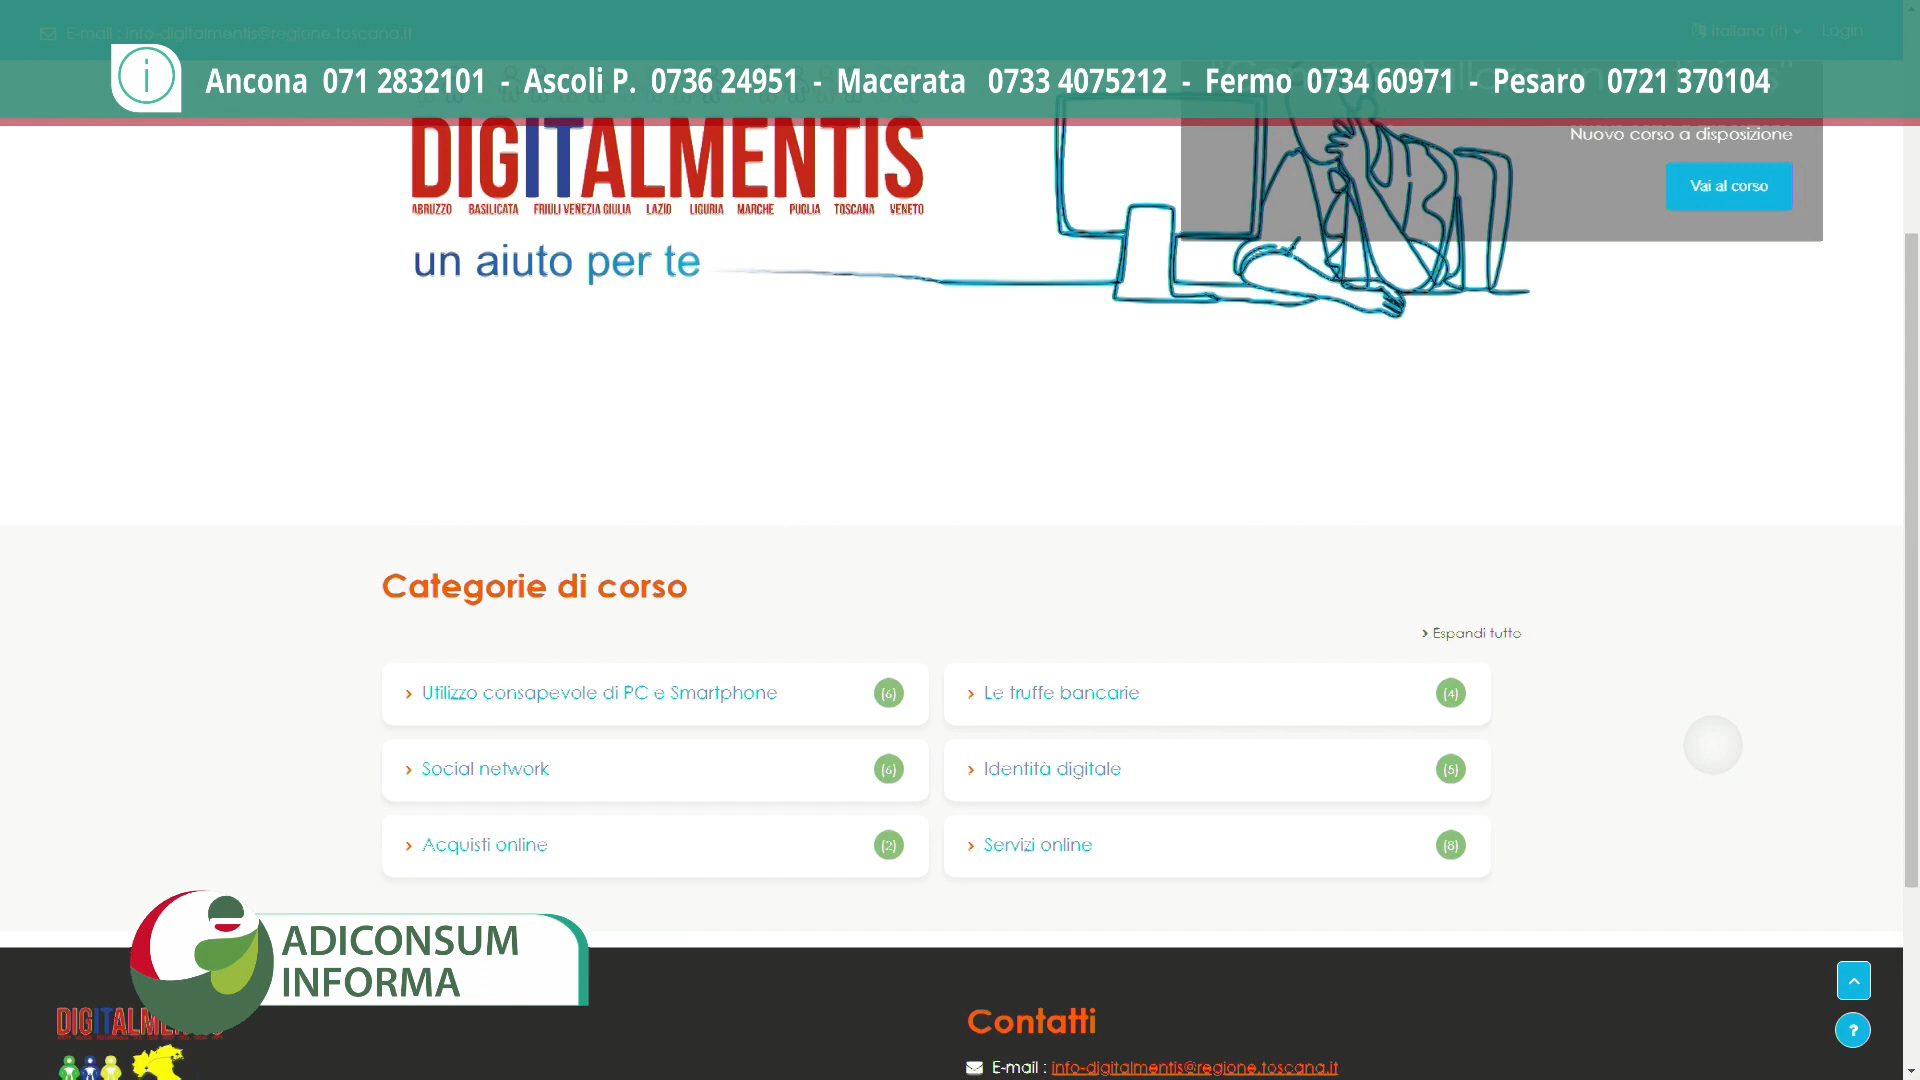 E-mail : info-digitalmentis@regione.toscana.it
Italiano (it)
Login
i
Ancona 071 2832101 - Ascoli P. 0736 24951 - Macerata 0733 4075212 - Fermo 0734 60971 - Pesaro 0721 370104
Nuovo corso a disposizione
Vai al corso
DIGITALMENTIS
ABRUZZO BASILICATA FRIULI VENEZIA GIULIA LAZIO LIGURIA MARCHE PUGLIA TOSCANA VENETO
un aiuto per te
Categorie di corso
Espandi tutto
Utilizzo consapevole di PC e Smartphone (6)
Le truffe bancarie (4)
Social network (6)
Identità digitale (5)
Acquisti online (2)
Servizi online (8)
ADICONSUM
INFORMA
Contatti
E-mail : info-digitalmentis@regione.toscana.it
?